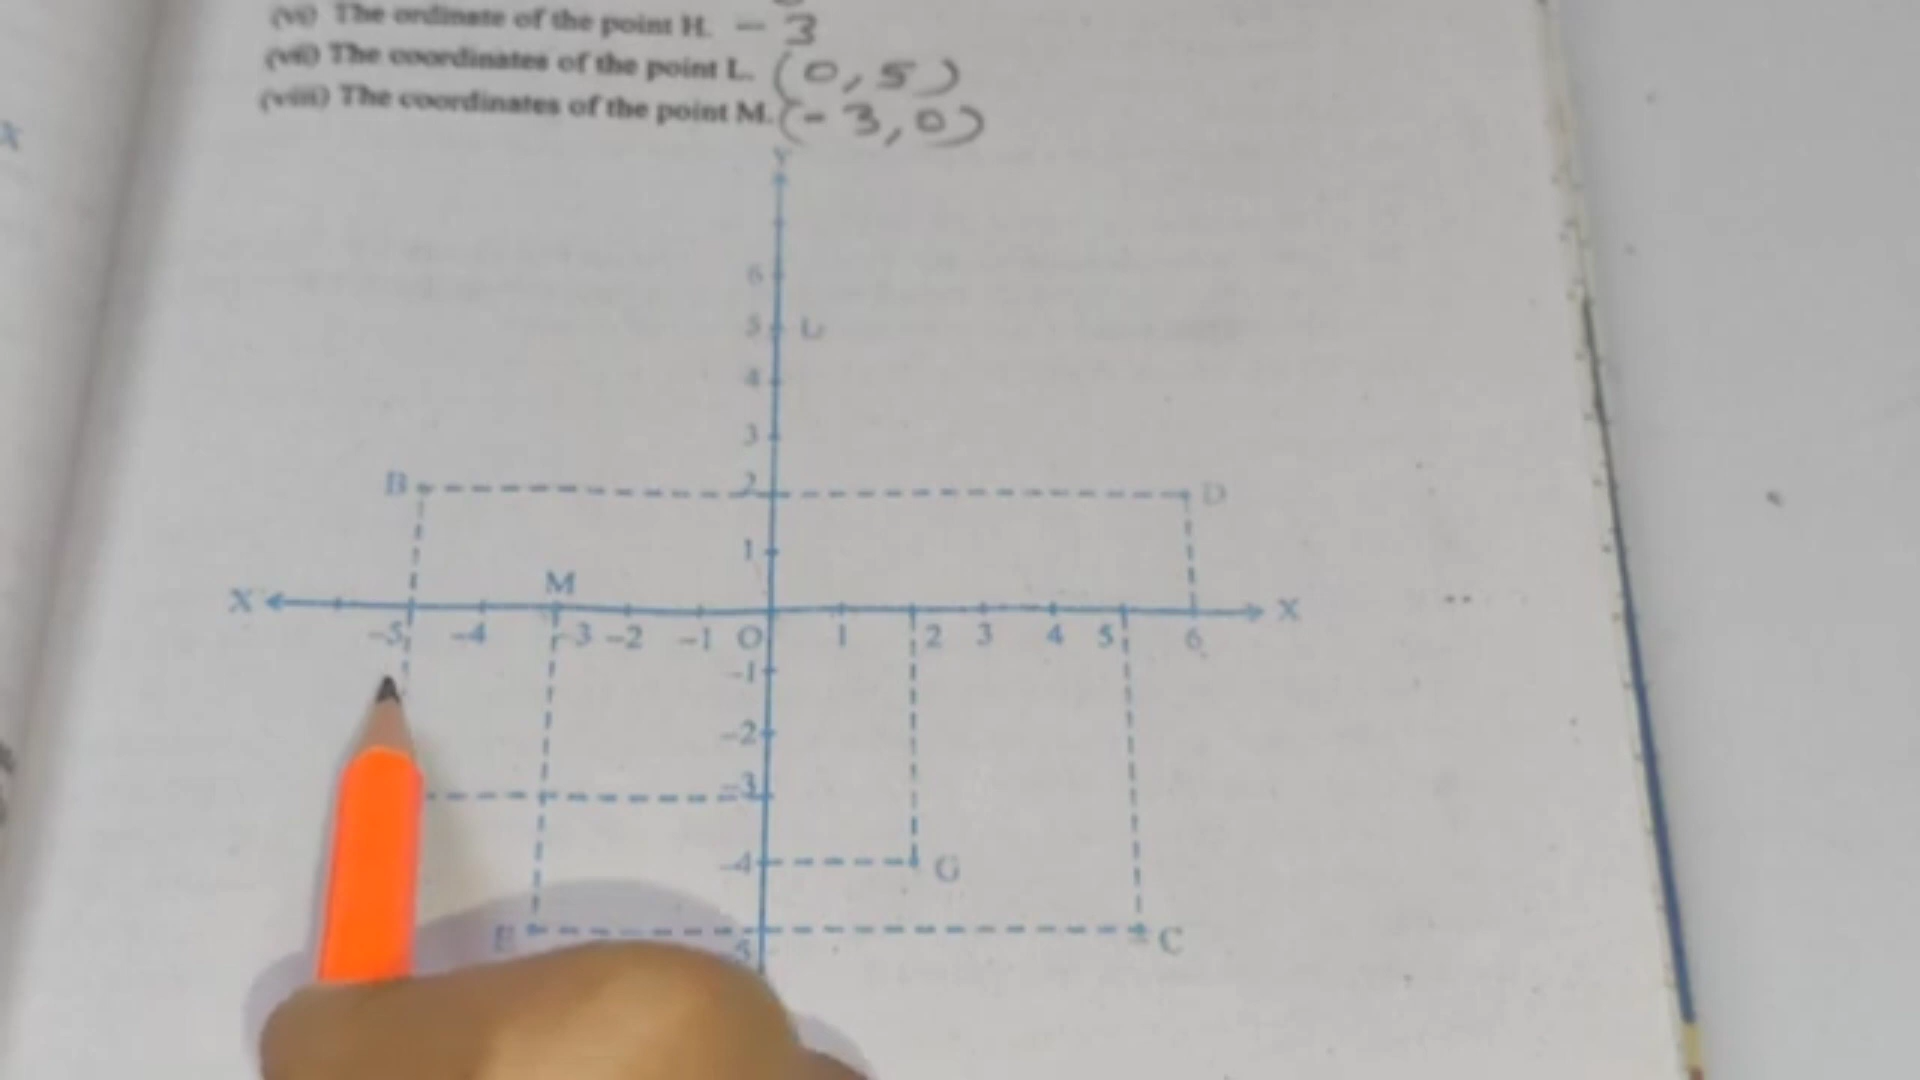 (vi) The ordinate of the point H. - 3
(vii) The coordinates of the point L. (0, 5)
(viii) The coordinates of the point M. (- 3, 0)
X
Y
6
5 L
4
3
B 2 D
1
M
X X
-5 -4 -3 -2 -1 O 1 2 3 4 5 6
-1
-2
-3
-4 G
E C